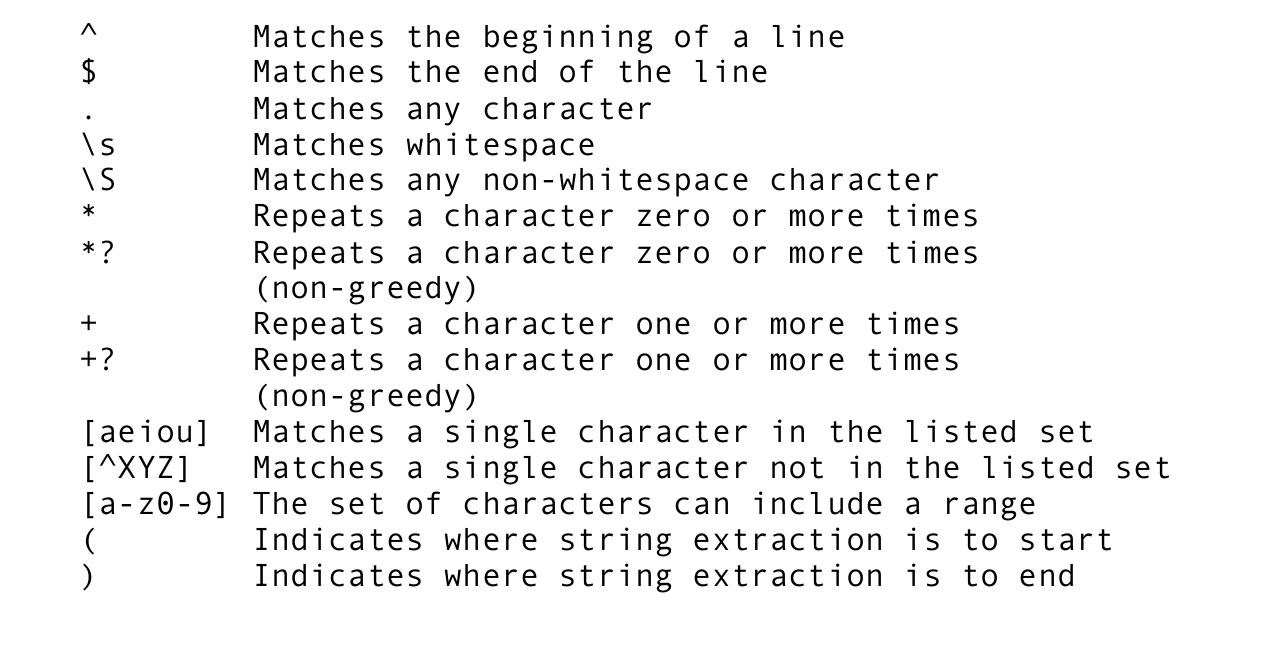 ^ Matches the beginning of a line
$ Matches the end of the line
. Matches any character
\s Matches whitespace
\S Matches any non-whitespace character
* Repeats a character zero or more times
*? Repeats a character zero or more times
(non-greedy)
+ Repeats a character one or more times
+? Repeats a character one or more times
(non-greedy)
[aeiou] Matches a single character in the listed set
[^XYZ] Matches a single character not in the listed set
[a-z0-9] The set of characters can include a range
( Indicates where string extraction is to start
) Indicates where string extraction is to end